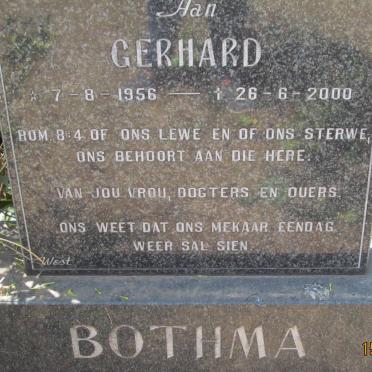 Aan
GERHARD
☆ 7-8-1956 — † 26-6-2000
ROM. 8:4 OF ONS LEWE EN OF ONS STERWE,
ONS BEHOORT AAN DIE HERE.
VAN JOU VROU, DOGTERS EN OUERS.
ONS WEET DAT ONS MEKAAR EENDAG
WEER SAL SIEN.
West
BOTHMA